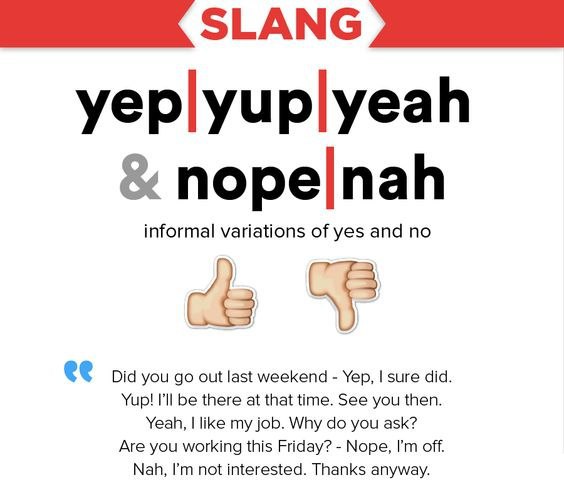 SLANG
yep|yup|yeah
& nope|nah
informal variations of yes and no
Did you go out last weekend - Yep, I sure did.
Yup! I'll be there at that time. See you then.
Yeah, I like my job. Why do you ask?
Are you working this Friday? - Nope, I'm off.
Nah, I'm not interested. Thanks anyway.